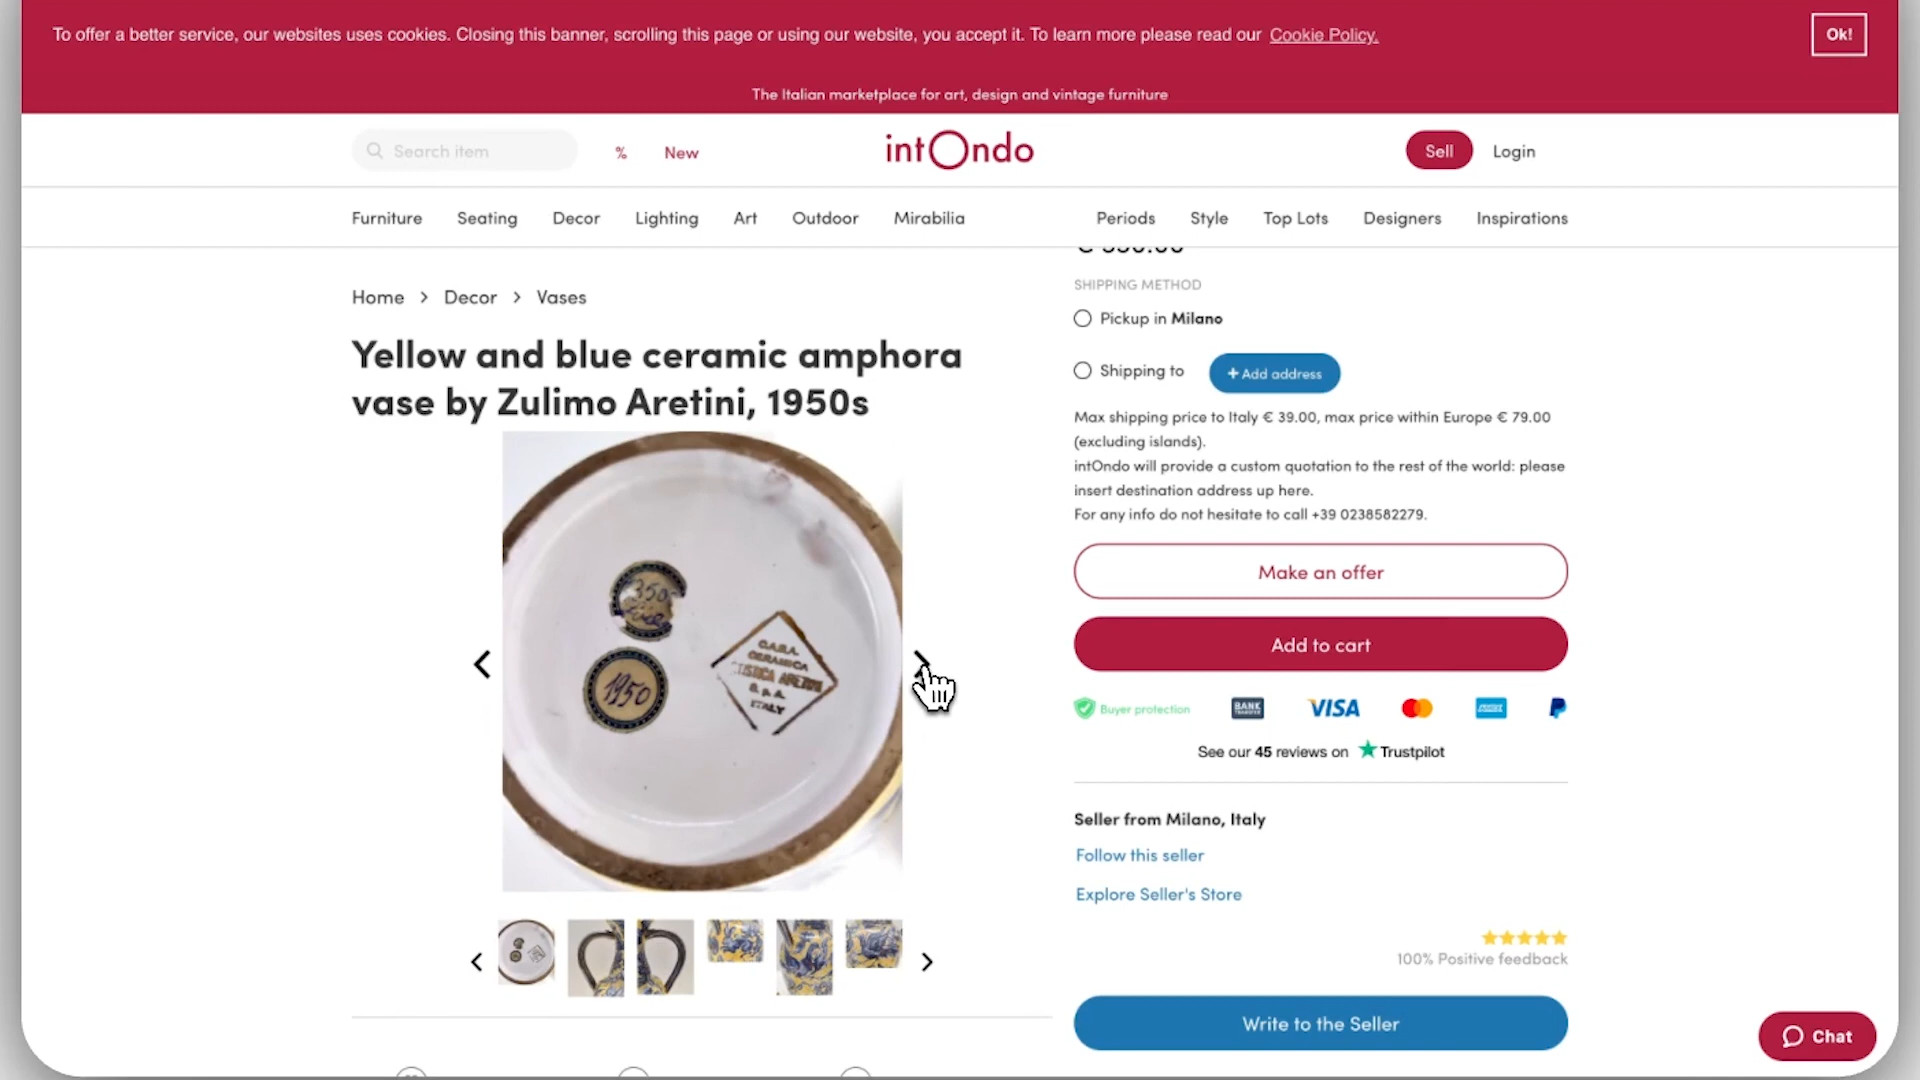 To offer a better service, our websites uses cookies. Closing this banner, scrolling this page or using our website, you accept it. To learn more please read our Cookie Policy.
Ok!
The Italian marketplace for art, design and vintage furniture
Search item
%
New
intOndo
Sell
Login
Furniture
Seating
Decor
Lighting
Art
Outdoor
Mirabilia
Periods
Style
Top Lots
Designers
Inspirations
Home > Decor > Vases
Yellow and blue ceramic amphora
vase by Zulimo Aretini, 1950s
350
1950
CERAMICA
S.p.A.
ITALY
SHIPPING METHOD
Pickup in Milano
Shipping to
+ Add address
Max shipping price to Italy € 39.00, max price within Europe € 79.00
(excluding islands).
intOndo will provide a custom quotation to the rest of the world: please
insert destination address up here.
For any info do not hesitate to call +39 0238582279.
Make an offer
Add to cart
Buyer protection
BANK
TRANSFER
VISA
See our 45 reviews on Trustpilot
Seller from Milano, Italy
Follow this seller
Explore Seller's Store
100% Positive feedback
Write to the Seller
Chat